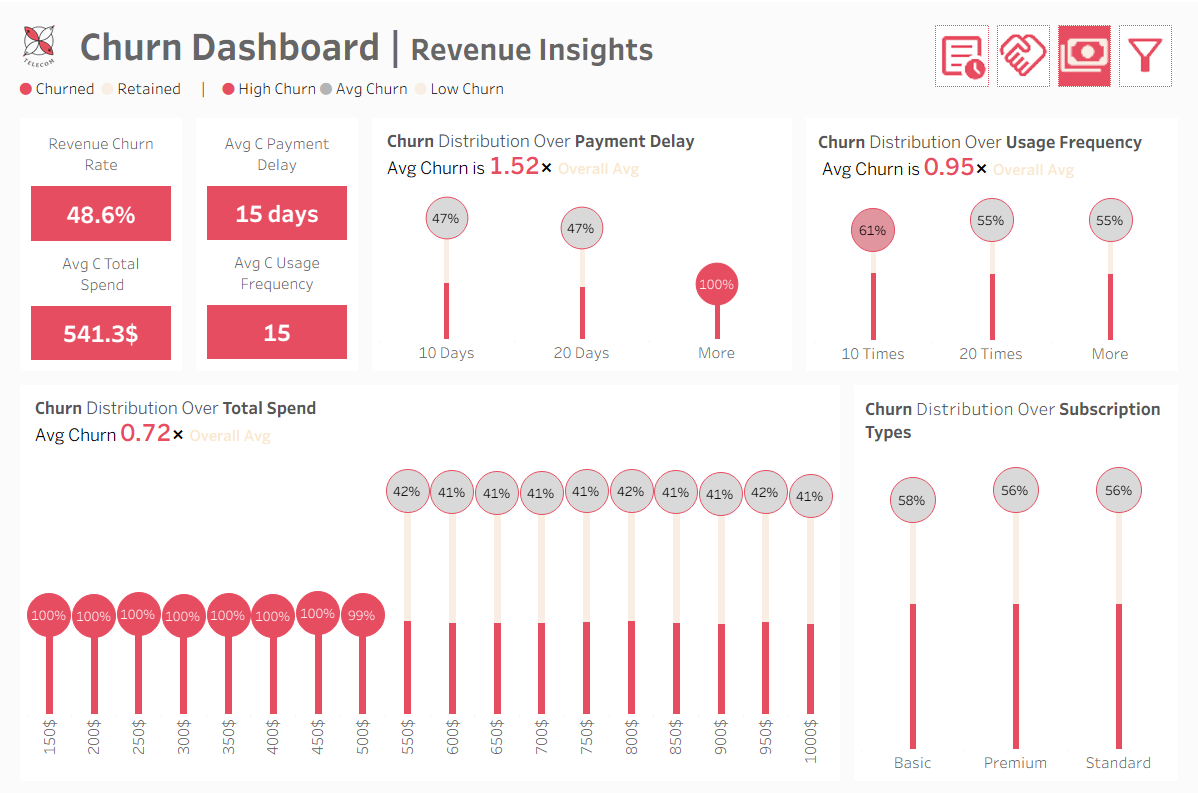 TELECOM
Churn Dashboard | Revenue Insights
Churned Retained | High Churn Avg Churn Low Churn
Revenue Churn
Rate
48.6%
Avg C Total
Spend
541.3$
Avg C Payment
Delay
15 days
Avg C Usage
Frequency
15
Churn Distribution Over Payment Delay
Avg Churn is 1.52× Overall Avg
47% 47% 100%
10 Days 20 Days More
Churn Distribution Over Usage Frequency
Avg Churn is 0.95× Overall Avg
61% 55% 55%
10 Times 20 Times More
Churn Distribution Over Total Spend
Avg Churn 0.72× Overall Avg
100% 100% 100% 100% 100% 100% 100% 99% 42% 41% 41% 41% 41% 42% 41% 41% 42% 41%
150$ 200$ 250$ 300$ 350$ 400$ 450$ 500$ 550$ 600$ 650$ 700$ 750$ 800$ 850$ 900$ 950$ 1000$
Churn Distribution Over Subscription
Types
58% 56% 56%
Basic Premium Standard